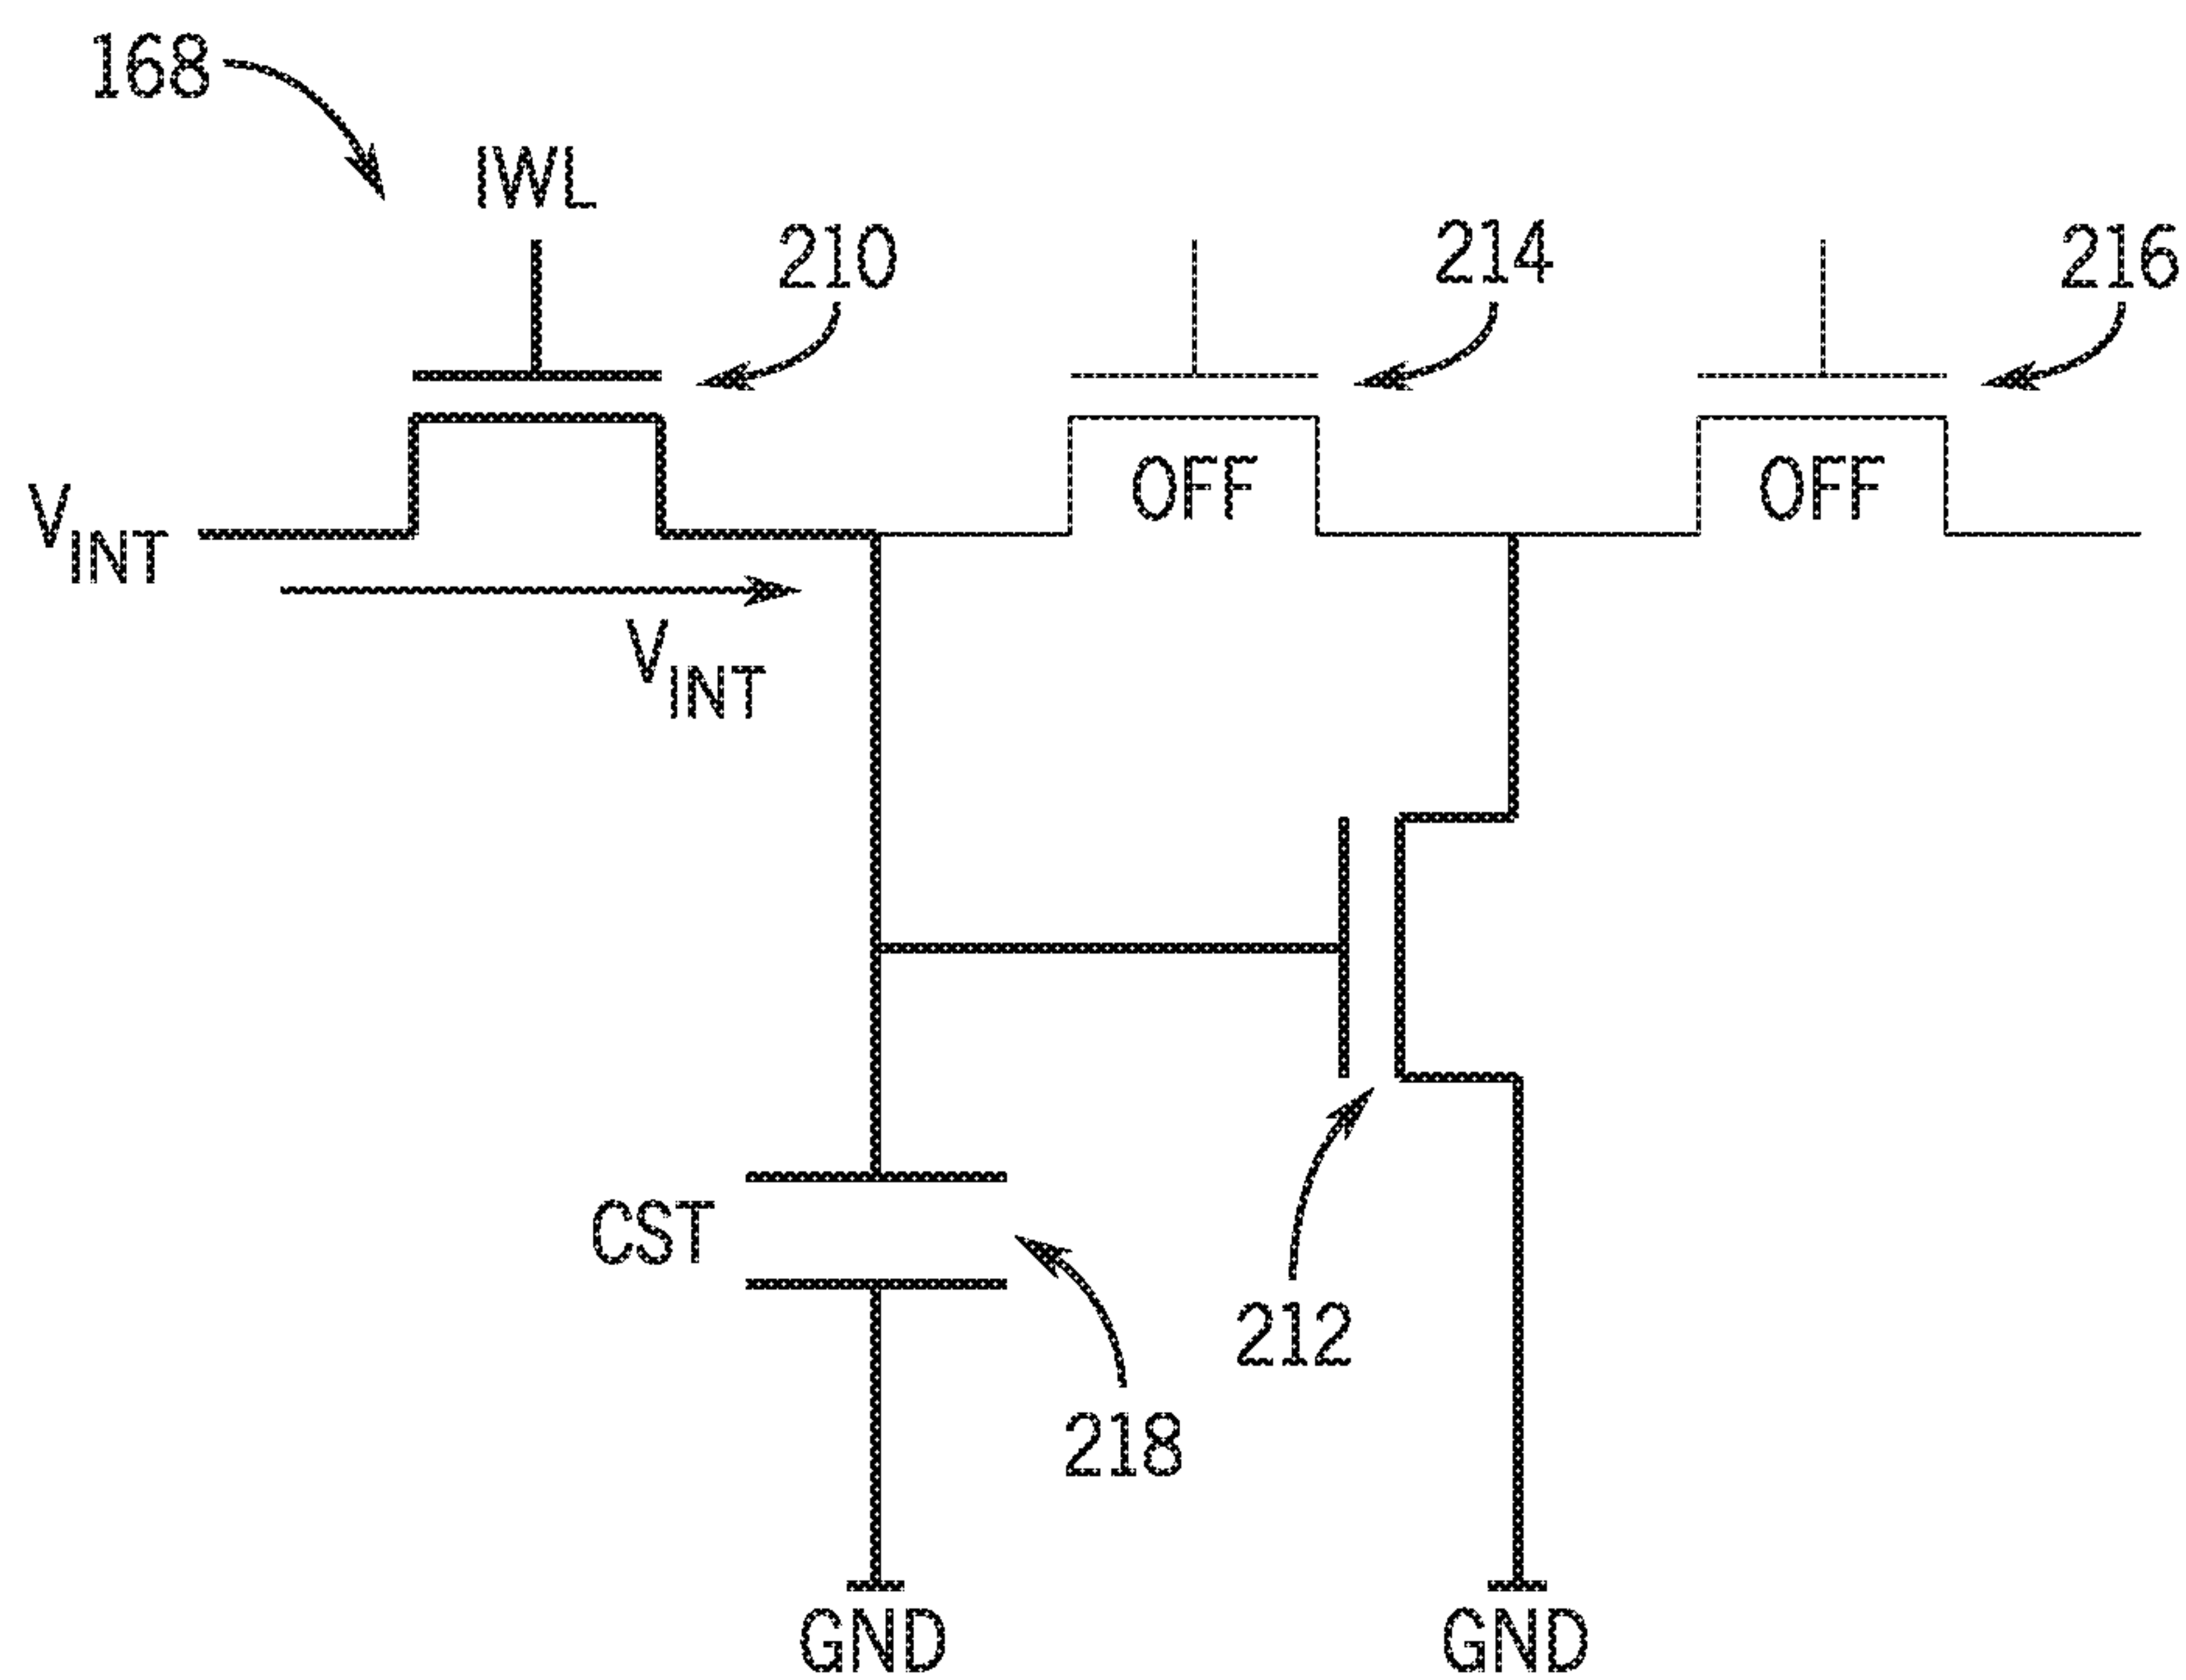 168
IWL
210
214
216
OFF
OFF
VINT
VINT
CST
212
218
GND
GND